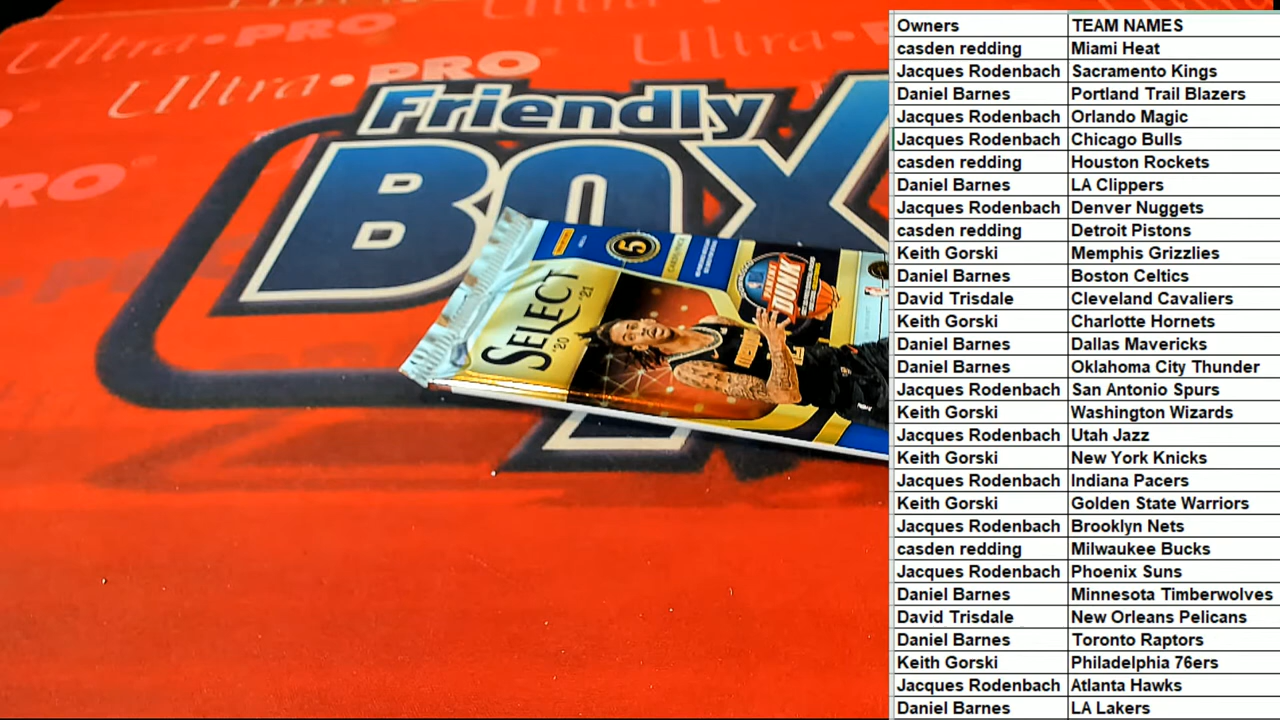 Ultra•PRO
Ultra•PRO
Ultra•
PRO
Friendly
BOX
5
SELECT
'20 '21
DUNK
Owners TEAM NAMES
casden redding Miami Heat
Jacques Rodenbach Sacramento Kings
Daniel Barnes Portland Trail Blazers
Jacques Rodenbach Orlando Magic
Jacques Rodenbach Chicago Bulls
casden redding Houston Rockets
Daniel Barnes LA Clippers
Jacques Rodenbach Denver Nuggets
casden redding Detroit Pistons
Keith Gorski Memphis Grizzlies
Daniel Barnes Boston Celtics
David Trisdale Cleveland Cavaliers
Keith Gorski Charlotte Hornets
Daniel Barnes Dallas Mavericks
Daniel Barnes Oklahoma City Thunder
Jacques Rodenbach San Antonio Spurs
Keith Gorski Washington Wizards
Jacques Rodenbach Utah Jazz
Keith Gorski New York Knicks
Jacques Rodenbach Indiana Pacers
Keith Gorski Golden State Warriors
Jacques Rodenbach Brooklyn Nets
casden redding Milwaukee Bucks
Jacques Rodenbach Phoenix Suns
Daniel Barnes Minnesota Timberwolves
David Trisdale New Orleans Pelicans
Daniel Barnes Toronto Raptors
Keith Gorski Philadelphia 76ers
Jacques Rodenbach Atlanta Hawks
Daniel Barnes LA Lakers